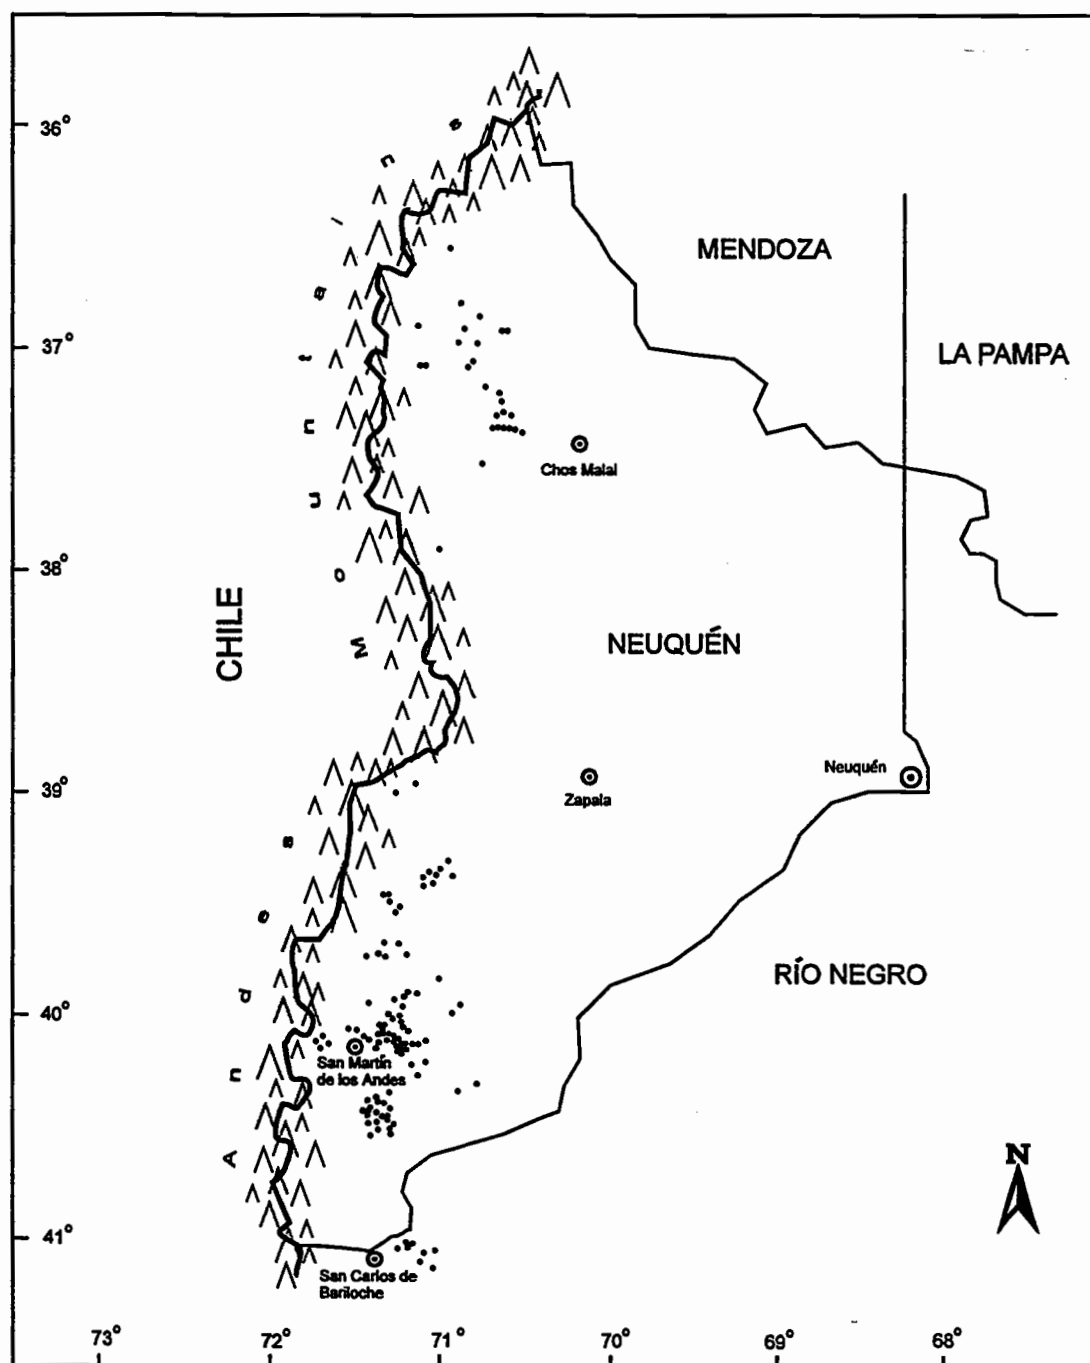 36°
MENDOZA
37°
LA PAMPA
Chos Malal
38°
CHILE
NEUQUÉN
Neuquén
39°
Zapala
RÍO NEGRO
40°
San Martín
de los Andes
N
41°
San Carlos de
Bariloche
73° 72° 71° 70° 69° 68°
Andes Mountains